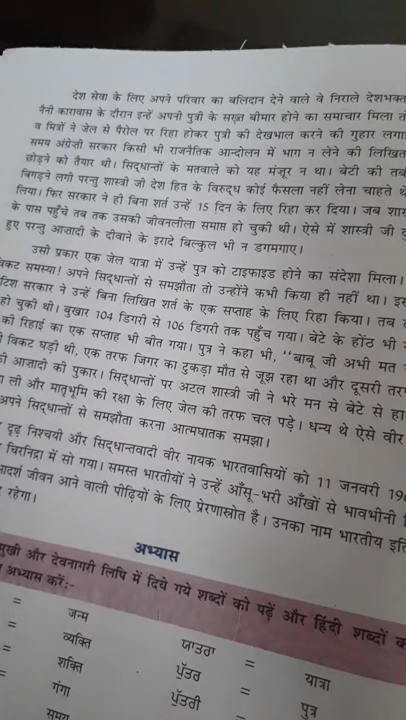 देश सेवा के लिए अपने परिवार का बलिदान देने वाले वे निराले देशभक्त
नैनी कारावास के दौरान इन्हें अपनी पुत्री के सख़्त बीमार होने का समाचार मिला
व मित्रों ने जेल से पैरोल पर रिहा होकर पुत्री की देखभाल करने की गुहार
समय अंग्रेजी सरकार किसी भी राजनैतिक आन्दोलन में भाग न लेने की लिखित
छोड़ने को तैयार थी। सिद्धान्तों के मतवाले को यह मंजूर न था। बेटी की
बिगड़ने लगी परन्तु शास्त्री जी देश हित के विरुद्ध कोई फैसला नहीं लेना चाहते
लिया। फिर सरकार ने ही बिना शर्त उन्हें 15 दिन के लिए रिहा कर दिया। जब
के पास पहुँचे तब तक उसकी जीवनलीला समाप्त हो चुकी थी। ऐसे में शास्त्री जी
हुए परन्तु आज़ादी के दीवाने के इरादे बिल्कुल भी न डगमगाए।
उसी प्रकार एक जेल यात्रा में उन्हें पुत्र को टाइफाइड होने का संदेशा मिला।
विकट समस्या! अपने सिद्धान्तों से समझौता तो उन्होंने कभी किया ही नहीं था।
सरकार ने उन्हें बिना लिखित शर्त के एक सप्ताह के लिए रिहा किया। तब
हो चुकी थी। बुखार 104 डिगरी से 106 डिगरी तक पहुँच गया। बेटे के होंठ भी
की रिहाई का एक सप्ताह भी बीत गया। पुत्र ने कहा भी, ‘‘बाबू जी अभी मत
विकट घड़ी थी, एक तरफ जिगर का टुकड़ा मौत से जूझ रहा था और दूसरी
की आज़ादी की पुकार। सिद्धान्तों पर अटल शास्त्री जी ने भरे मन से बेटे से
ली और मातृभूमि की रक्षा के लिए जेल की तरफ चल पड़े। धन्य थे ऐसे वीर
अपने सिद्धान्तों से समझौता करना आत्मघातक समझा।
दृढ़ निश्चयी और सिद्धान्तवादी वीर नायक भारतवासियों को 11 जनवरी
चिरनिद्रा में सो गया। समस्त भारतीयों ने उन्हें आँसू-भरी आँखों से भावभीनी
जीवन आने वाली पीढ़ियों के लिए प्रेरणास्रोत है। उनका नाम भारतीय
रहेगा।
अभ्यास
और देवनागरी लिपि में दिये गये शब्दों को पढ़ें और हिंदी शब्दों
अभ्यास करें:-
= जन्म ਯਾਤਰਾ = यात्रा
= व्यक्ति ਪੁੱਤਰ = पुत्र
= शक्ति ਪੁੱਤਰੀ =
= गंगा
समय